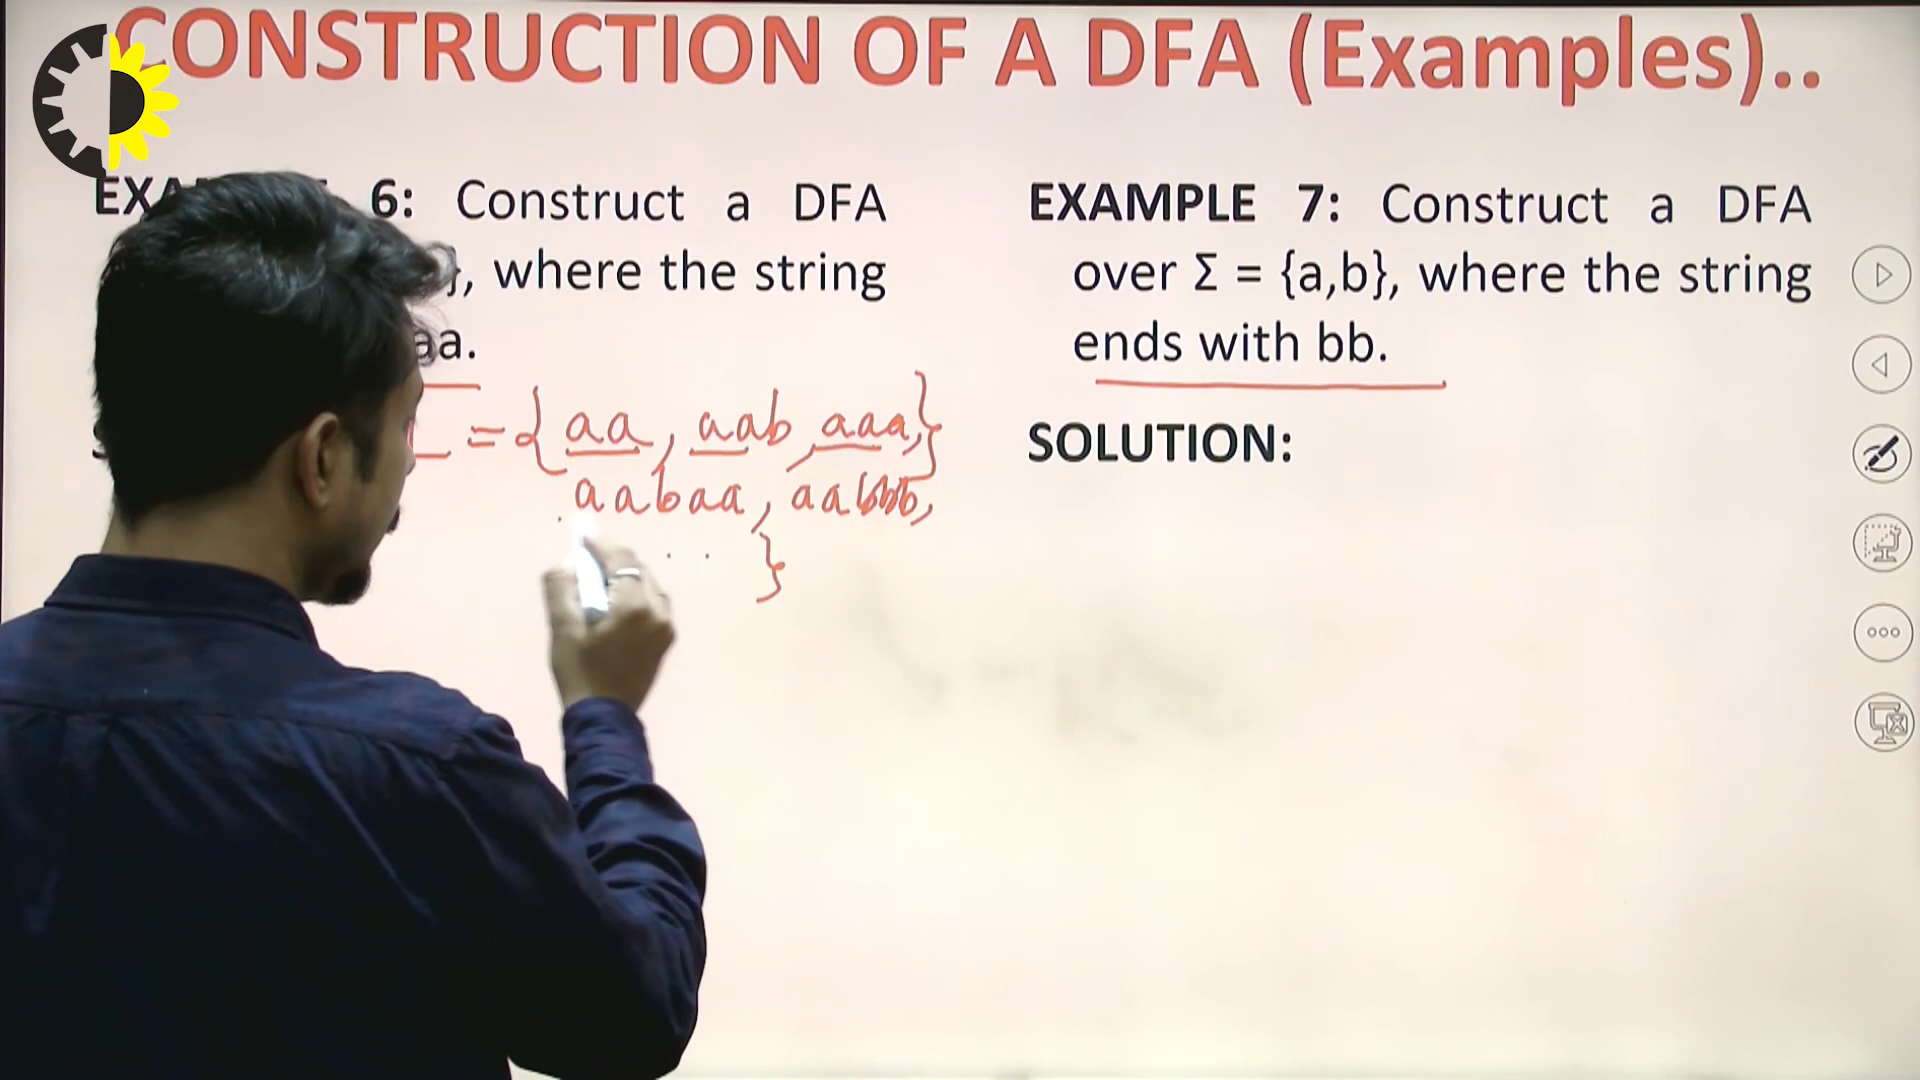 CONSTRUCTION OF A DFA (Examples)..
6: Construct a DFA
}, where the string
aa.
= {aa, aab, aaa,}
aabaa, aabbb,
. . }
EXAMPLE 7: Construct a DFA
over Σ = {a,b}, where the string
ends with bb.
SOLUTION: